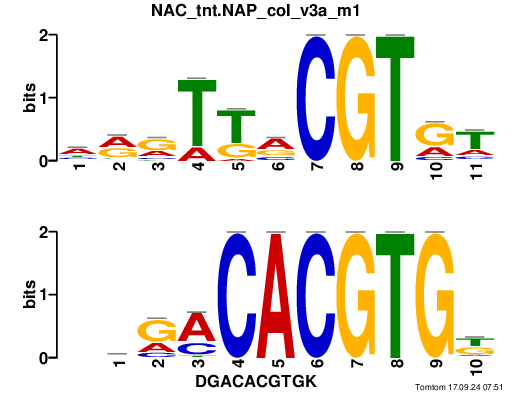 NAC_tnt.NAP_col_v3a_m1
2
bits
1
0
1 2 3 4 5 6 7 8 9 10 11
2
bits
1
0
1 2 3 4 5 6 7 8 9 10
DGACACGTGK
Tomtom 17.09.24 07:51